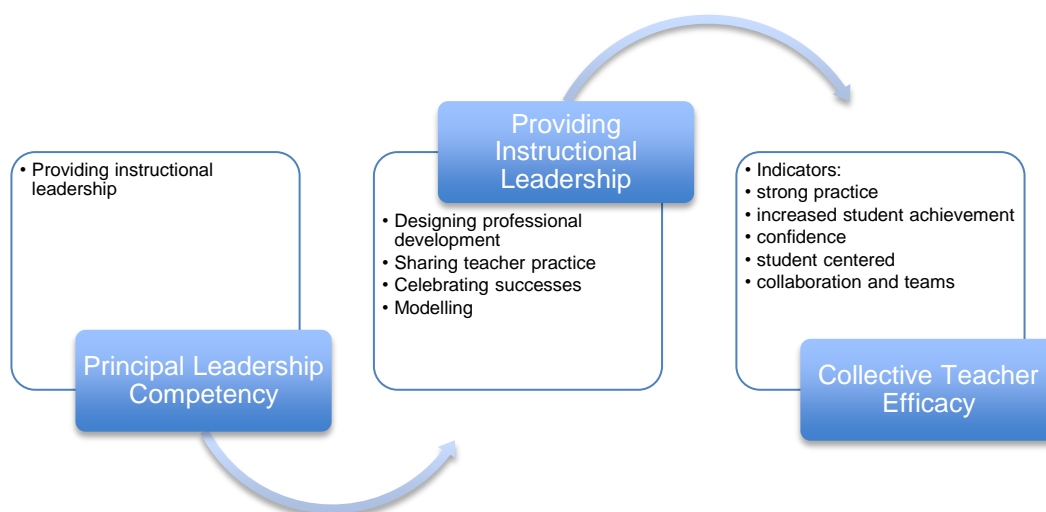 • Providing instructional
leadership
Principal Leadership
Competency
Providing
Instructional
Leadership
• Designing professional
development
• Sharing teacher practice
• Celebrating successes
• Modelling
• Indicators:
• strong practice
• increased student achievement
• confidence
• student centered
• collaboration and teams
Collective Teacher
Efficacy